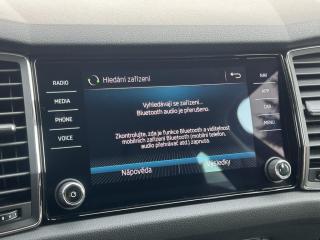 Hledání zařízení
RADIO
MEDIA
PHONE
VOICE
NAV
CAR
MENU
Vyhledávají se zařízení...
Bluetooth audio je přerušeno.
Zkontrolujte, zda je funkce Bluetooth a viditelnost
mobilních zařízení Bluetooth (mobilní telefon,
audio přehrávač atd.) zapnuta.
Nápověda